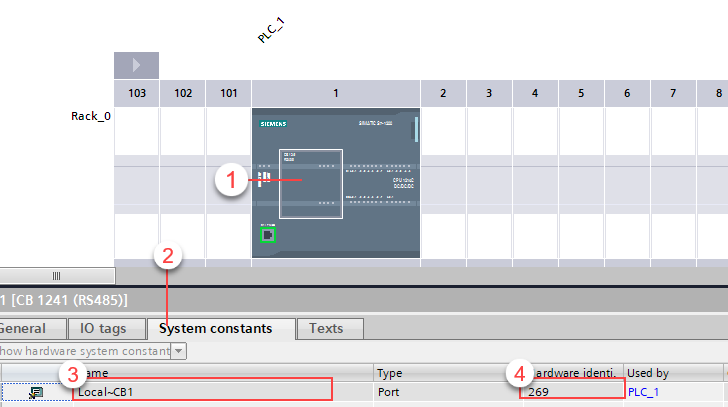 PLC_1
103 102 101 1 2 3 4 5 6 7 8
Rack_0
SIEMENS SIMATIC S7-1200
CB 1241
RS485
CPU 1214C
DC/DC/DC
1
2
1 [CB 1241 (RS485)]
General IO tags System constants Texts
how hardware system constant
3 ame Type 4 ardware identi. Used by
Local~CB1 Port 269 PLC_1